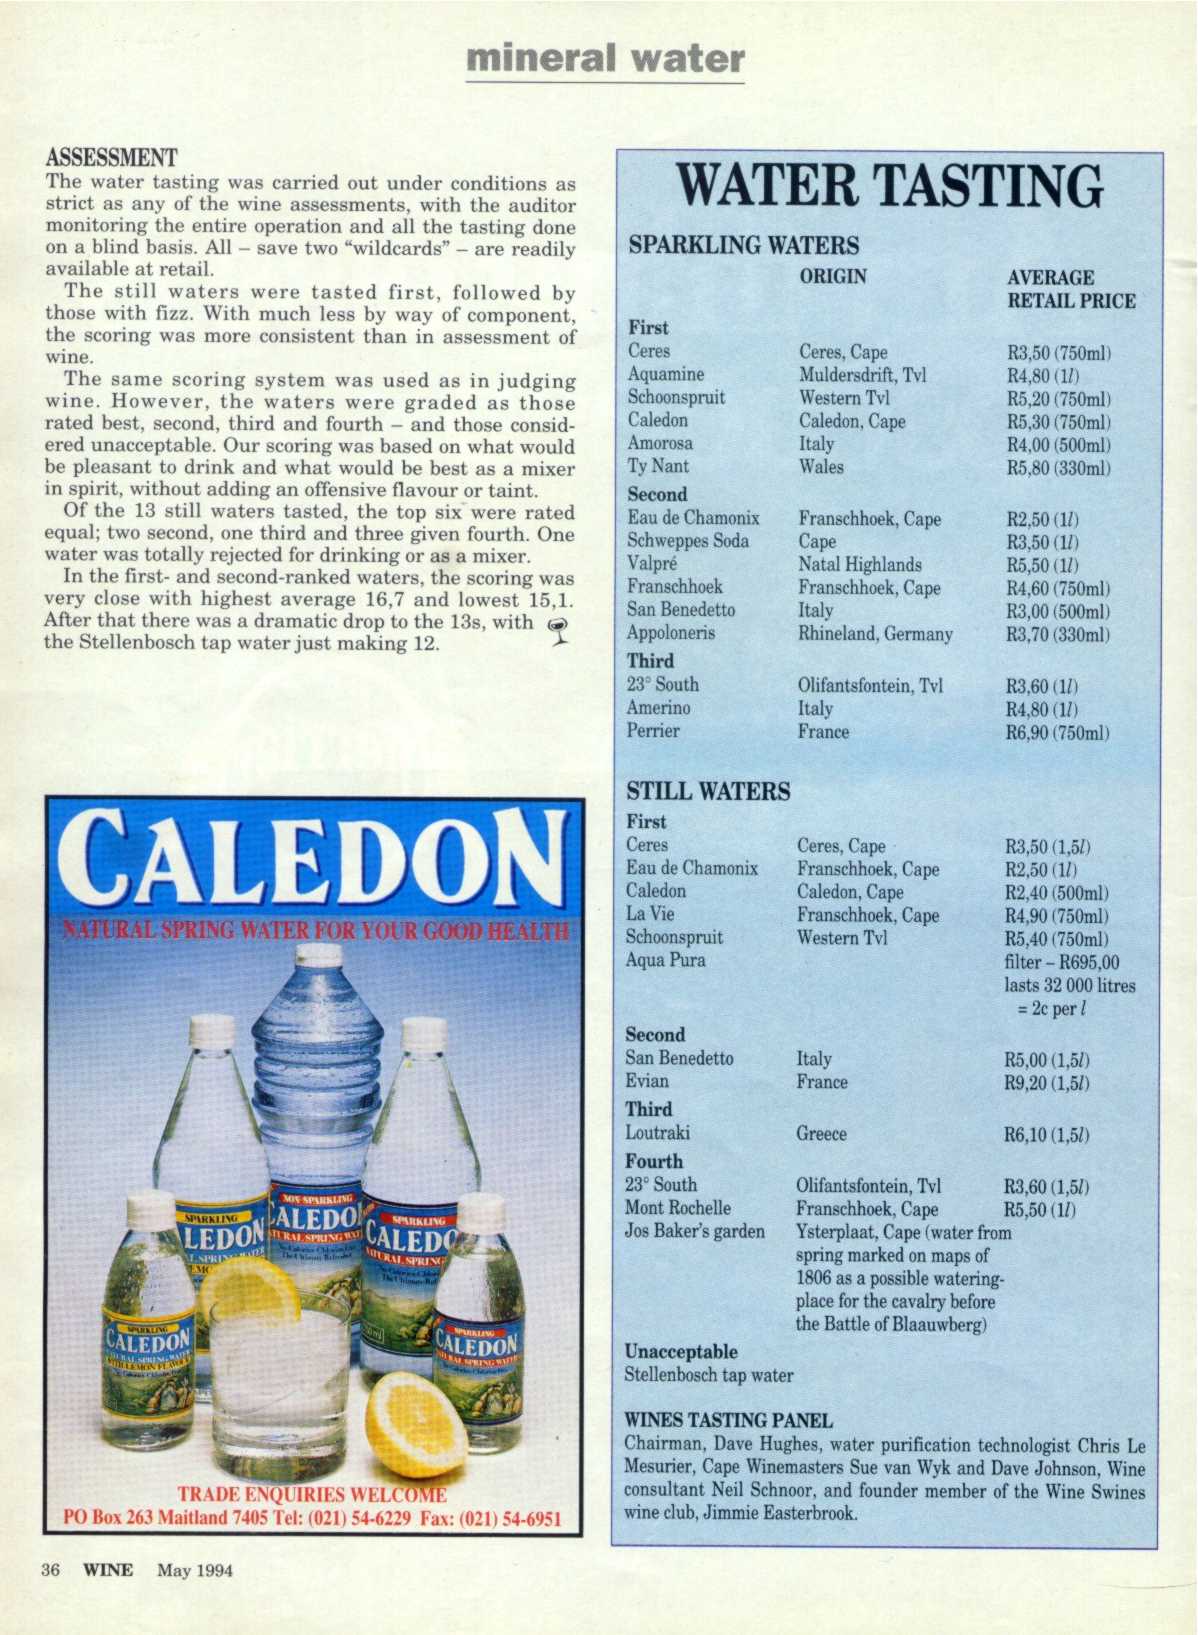 mineral water
ASSESSMENT
The water tasting was carried out under conditions as
strict as any of the wine assessments, with the auditor
monitoring the entire operation and all the tasting done
on a blind basis. All – save two “wildcards” – are readily
available at retail.
The still waters were tasted first, followed by
those with fizz. With much less by way of component,
the scoring was more consistent than in assessment of
wine.
The same scoring system was used as in judging
wine. However, the waters were graded as those
rated best, second, third and fourth – and those consid-
ered unacceptable. Our scoring was based on what would
be pleasant to drink and what would be best as a mixer
in spirit, without adding an offensive flavour or taint.
Of the 13 still waters tasted, the top six were rated
equal; two second, one third and three given fourth. One
water was totally rejected for drinking or as a mixer.
In the first- and second-ranked waters, the scoring was
very close with highest average 16,7 and lowest 15,1.
After that there was a dramatic drop to the 13s, with
the Stellenbosch tap water just making 12.
CALEDON
NATURAL SPRING WATER FOR YOUR GOOD HEALTH
NON-SPARKLING
SPARKLING
SPARKLING
SPARKLING
CALEDON
SPARKLING
CALEDON
TRADE ENQUIRIES WELCOME
PO Box 263 Maitland 7405 Tel: (021) 54-6229 Fax: (021) 54-6951
WATER TASTING
SPARKLING WATERS
ORIGIN AVERAGE
RETAIL PRICE
First
Ceres Ceres, Cape R3,50 (750ml)
Aquamine Muldersdrift, Tvl R4,80 (1l)
Schoonspruit Western Tvl R5,20 (750ml)
Caledon Caledon, Cape R5,30 (750ml)
Amorosa Italy R4,00 (500ml)
Ty Nant Wales R5,80 (330ml)
Second
Eau de Chamonix Franschhoek, Cape R2,50 (1l)
Schweppes Soda Cape R3,50 (1l)
Valpré Natal Highlands R5,50 (1l)
Franschhoek Franschhoek, Cape R4,60 (750ml)
San Benedetto Italy R3,00 (500ml)
Appoloneris Rhineland, Germany R3,70 (330ml)
Third
23° South Olifantsfontein, Tvl R3,60 (1l)
Amerino Italy R4,80 (1l)
Perrier France R6,90 (750ml)
STILL WATERS
First
Ceres Ceres, Cape R3,50 (1,5l)
Eau de Chamonix Franschhoek, Cape R2,50 (1l)
Caledon Caledon, Cape R2,40 (500ml)
La Vie Franschhoek, Cape R4,90 (750ml)
Schoonspruit Western Tvl R5,40 (750ml)
Aqua Pura filter – R695,00
lasts 32 000 litres
= 2c per l
Second
San Benedetto Italy R5,00 (1,5l)
Evian France R9,20 (1,5l)
Third
Loutraki Greece R6,10 (1,5l)
Fourth
23° South Olifantsfontein, Tvl R3,60 (1,5l)
Mont Rochelle Franschhoek, Cape R5,50 (1l)
Jos Baker's garden Ysterplaat, Cape (water from
spring marked on maps of
1806 as a possible watering-
place for the cavalry before
the Battle of Blaauwberg)
Unacceptable
Stellenbosch tap water
WINES TASTING PANEL
Chairman, Dave Hughes, water purification technologist Chris Le
Mesurier, Cape Winemasters Sue van Wyk and Dave Johnson, Wine
consultant Neil Schnoor, and founder member of the Wine Swines
wine club, Jimmie Easterbrook.
36 WINE May 1994